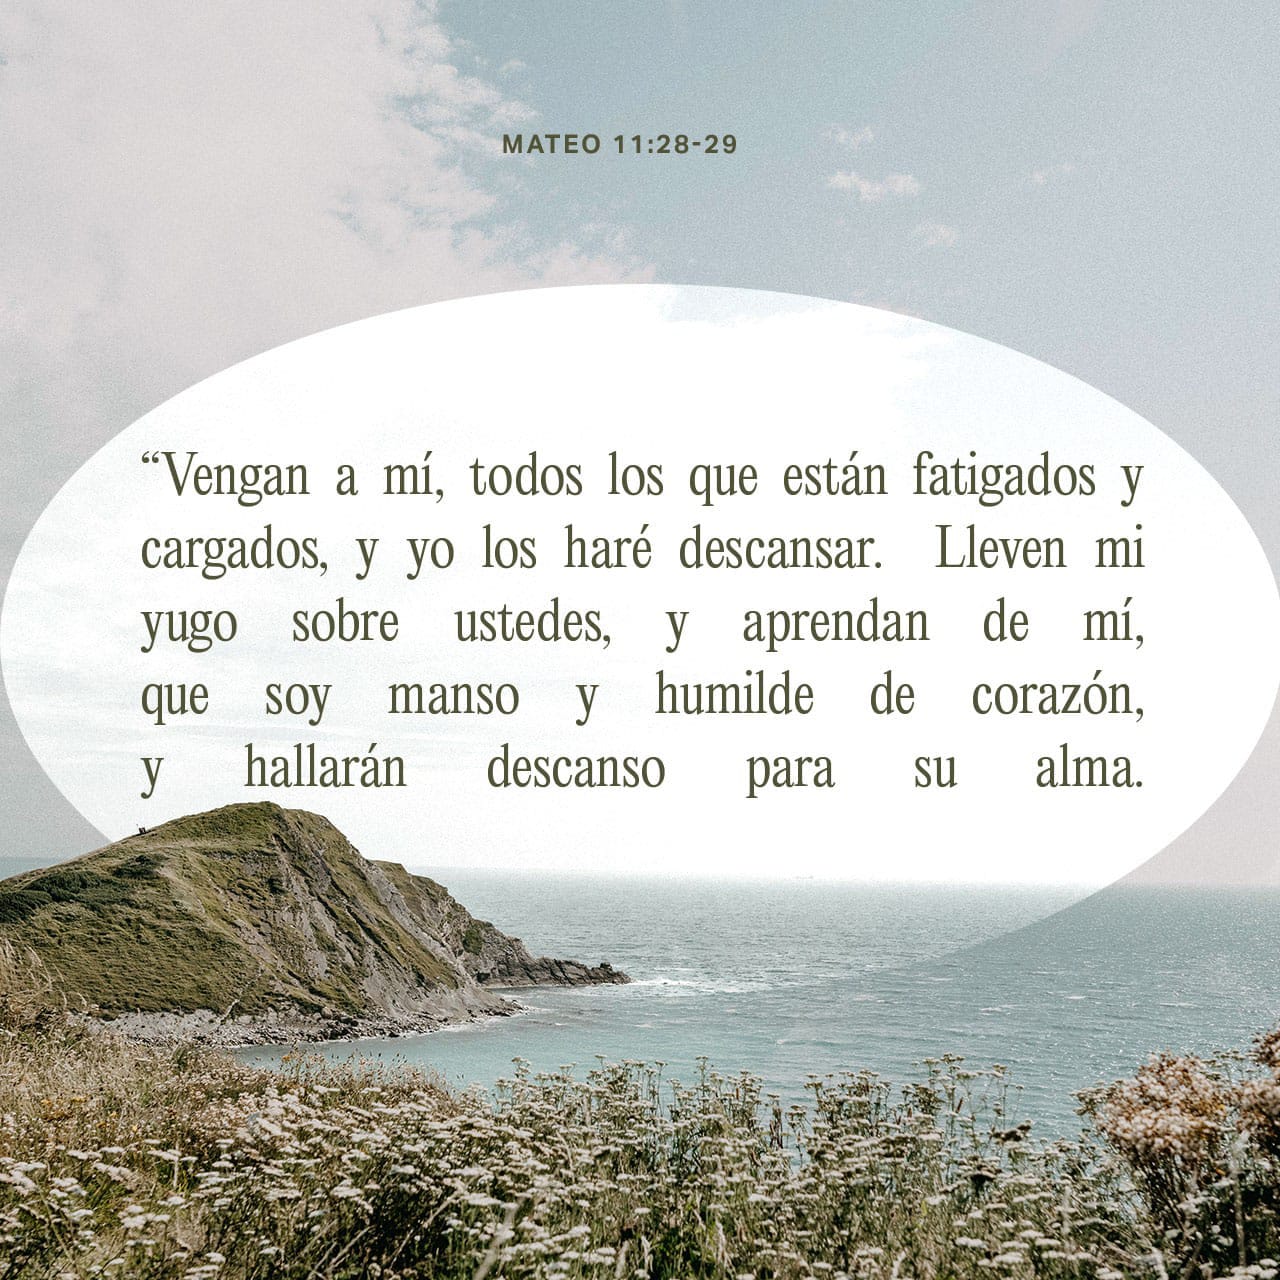 MATEO 11:28-29
“Vengan a mí, todos los que están fatigados y
cargados, y yo los haré descansar. Lleven mi
yugo sobre ustedes, y aprendan de mí,
que soy manso y humilde de corazón,
y hallarán descanso para su alma.